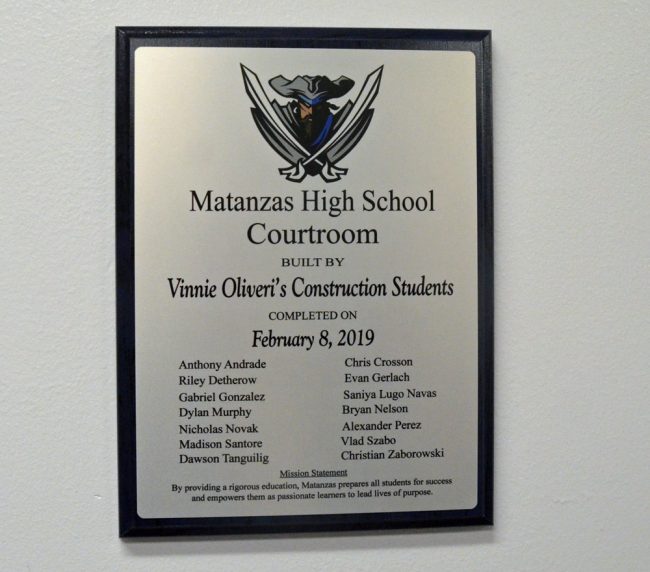 Matanzas High School
Courtroom
BUILT BY
Vinnie Oliveri's Construction Students
COMPLETED ON
February 8, 2019
Anthony Andrade
Riley Detherow
Gabriel Gonzalez
Dylan Murphy
Nicholas Novak
Madison Santore
Dawson Tanguilig
Chris Crosson
Evan Gerlach
Saniya Lugo Navas
Bryan Nelson
Alexander Perez
Vlad Szabo
Christian Zaborowski
Mission Statement
By providing a rigorous education, Matanzas prepares all students for success
and empowers them as passionate learners to lead lives of purpose.